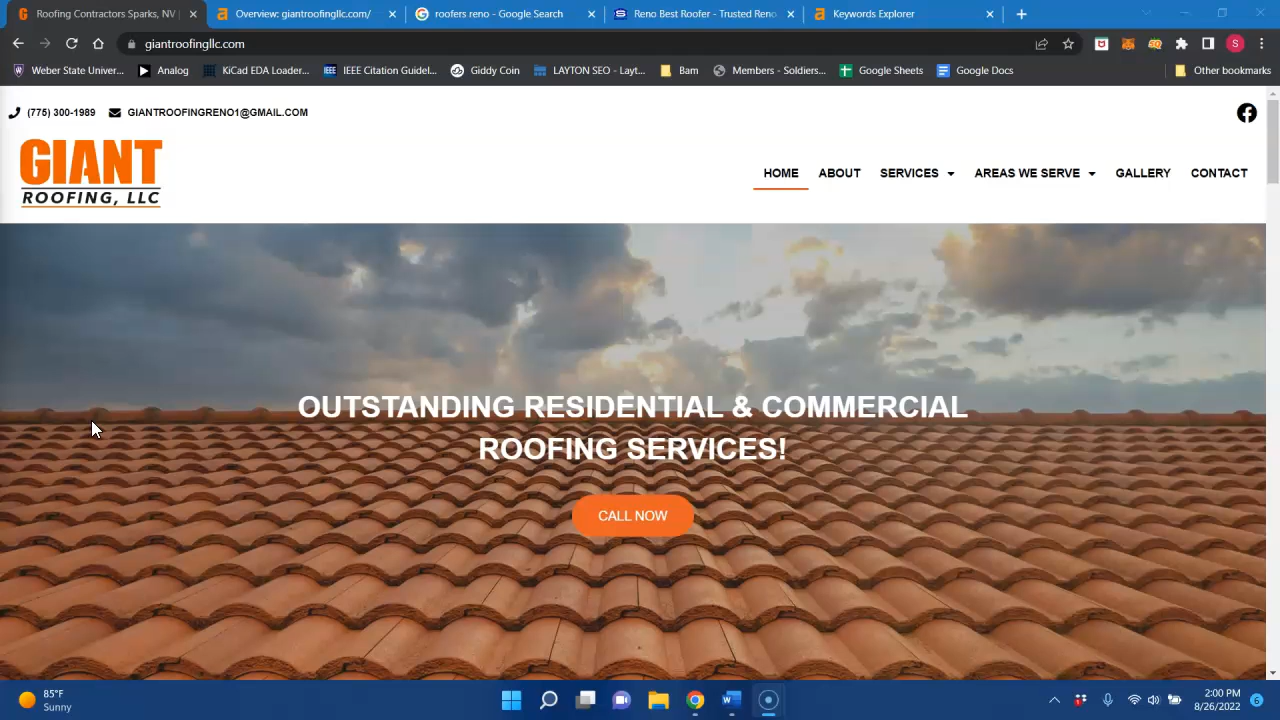 Roofing Contractors Sparks, NV |
Overview: giantroofingllc.com/
roofers reno - Google Search
Reno Best Roofer - Trusted Reno
Keywords Explorer
giantroofingllc.com
S
Weber State Univer...
Analog
KiCad EDA Loader...
IEEE Citation Guidel...
Giddy Coin
LAYTON SEO - Layt...
Bam
Members - Soldiers...
Google Sheets
Google Docs
Other bookmarks
(775) 300-1989
GIANTROOFINGRENO1@GMAIL.COM
GIANT
ROOFING, LLC
HOME
ABOUT
SERVICES
AREAS WE SERVE
GALLERY
CONTACT
OUTSTANDING RESIDENTIAL & COMMERCIAL
ROOFING SERVICES!
CALL NOW
85°F
Sunny
2:00 PM
8/26/2022
6